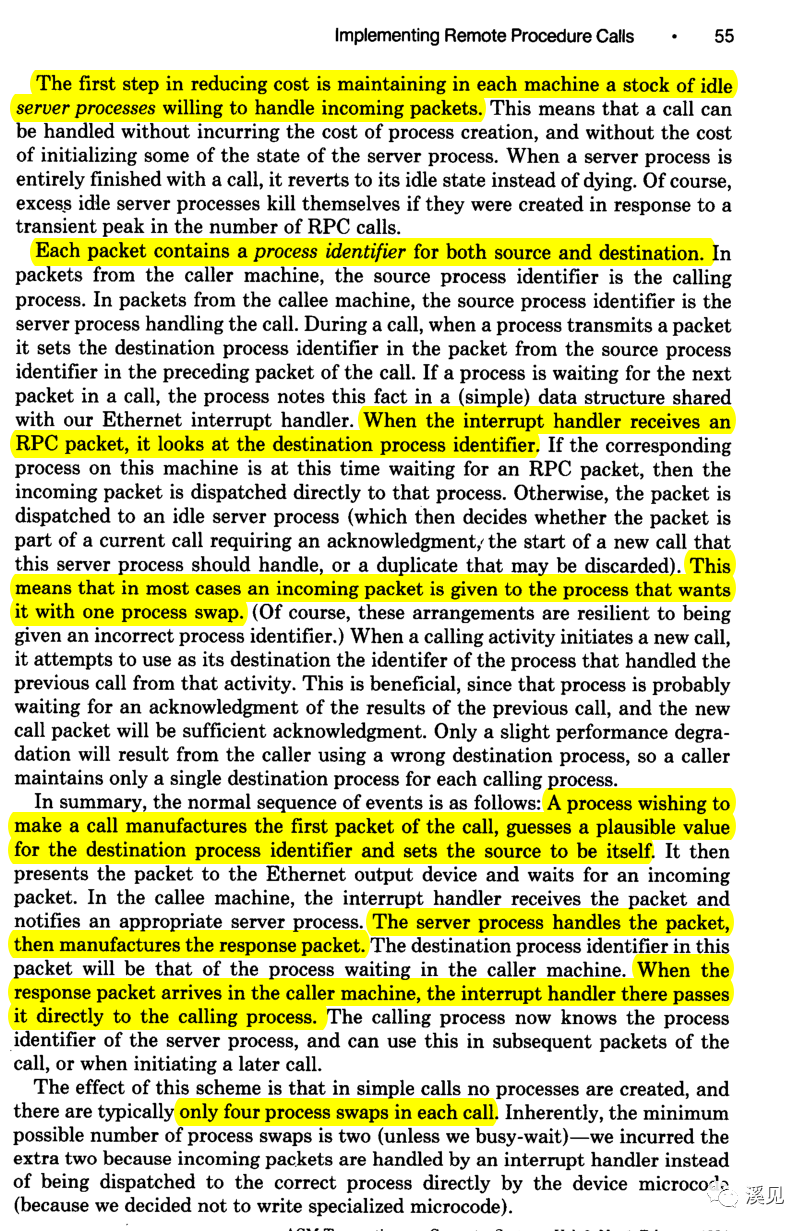 Implementing Remote Procedure Calls · 55
The first step in reducing cost is maintaining in each machine a stock of idle
server processes willing to handle incoming packets. This means that a call can
be handled without incurring the cost of process creation, and without the cost
of initializing some of the state of the server process. When a server process is
entirely finished with a call, it reverts to its idle state instead of dying. Of course,
excess idle server processes kill themselves if they were created in response to a
transient peak in the number of RPC calls.
Each packet contains a process identifier for both source and destination. In
packets from the caller machine, the source process identifier is the calling
process. In packets from the callee machine, the source process identifier is the
server process handling the call. During a call, when a process transmits a packet
it sets the destination process identifier in the packet from the source process
identifier in the preceding packet of the call. If a process is waiting for the next
packet in a call, the process notes this fact in a (simple) data structure shared
with our Ethernet interrupt handler. When the interrupt handler receives an
RPC packet, it looks at the destination process identifier. If the corresponding
process on this machine is at this time waiting for an RPC packet, then the
incoming packet is dispatched directly to that process. Otherwise, the packet is
dispatched to an idle server process (which then decides whether the packet is
part of a current call requiring an acknowledgment, the start of a new call that
this server process should handle, or a duplicate that may be discarded). This
means that in most cases an incoming packet is given to the process that wants
it with one process swap. (Of course, these arrangements are resilient to being
given an incorrect process identifier.) When a calling activity initiates a new call,
it attempts to use as its destination the identifer of the process that handled the
previous call from that activity. This is beneficial, since that process is probably
waiting for an acknowledgment of the results of the previous call, and the new
call packet will be sufficient acknowledgment. Only a slight performance degra-
dation will result from the caller using a wrong destination process, so a caller
maintains only a single destination process for each calling process.
In summary, the normal sequence of events is as follows: A process wishing to
make a call manufactures the first packet of the call, guesses a plausible value
for the destination process identifier and sets the source to be itself. It then
presents the packet to the Ethernet output device and waits for an incoming
packet. In the callee machine, the interrupt handler receives the packet and
notifies an appropriate server process. The server process handles the packet,
then manufactures the response packet. The destination process identifier in this
packet will be that of the process waiting in the caller machine. When the
response packet arrives in the caller machine, the interrupt handler there passes
it directly to the calling process. The calling process now knows the process
identifier of the server process, and can use this in subsequent packets of the
call, or when initiating a later call.
The effect of this scheme is that in simple calls no processes are created, and
there are typically only four process swaps in each call. Inherently, the minimum
possible number of process swaps is two (unless we busy-wait)—we incurred the
extra two because incoming packets are handled by an interrupt handler instead
of being dispatched to the correct process directly by the device microcode
(because we decided not to write specialized microcode).
溪见